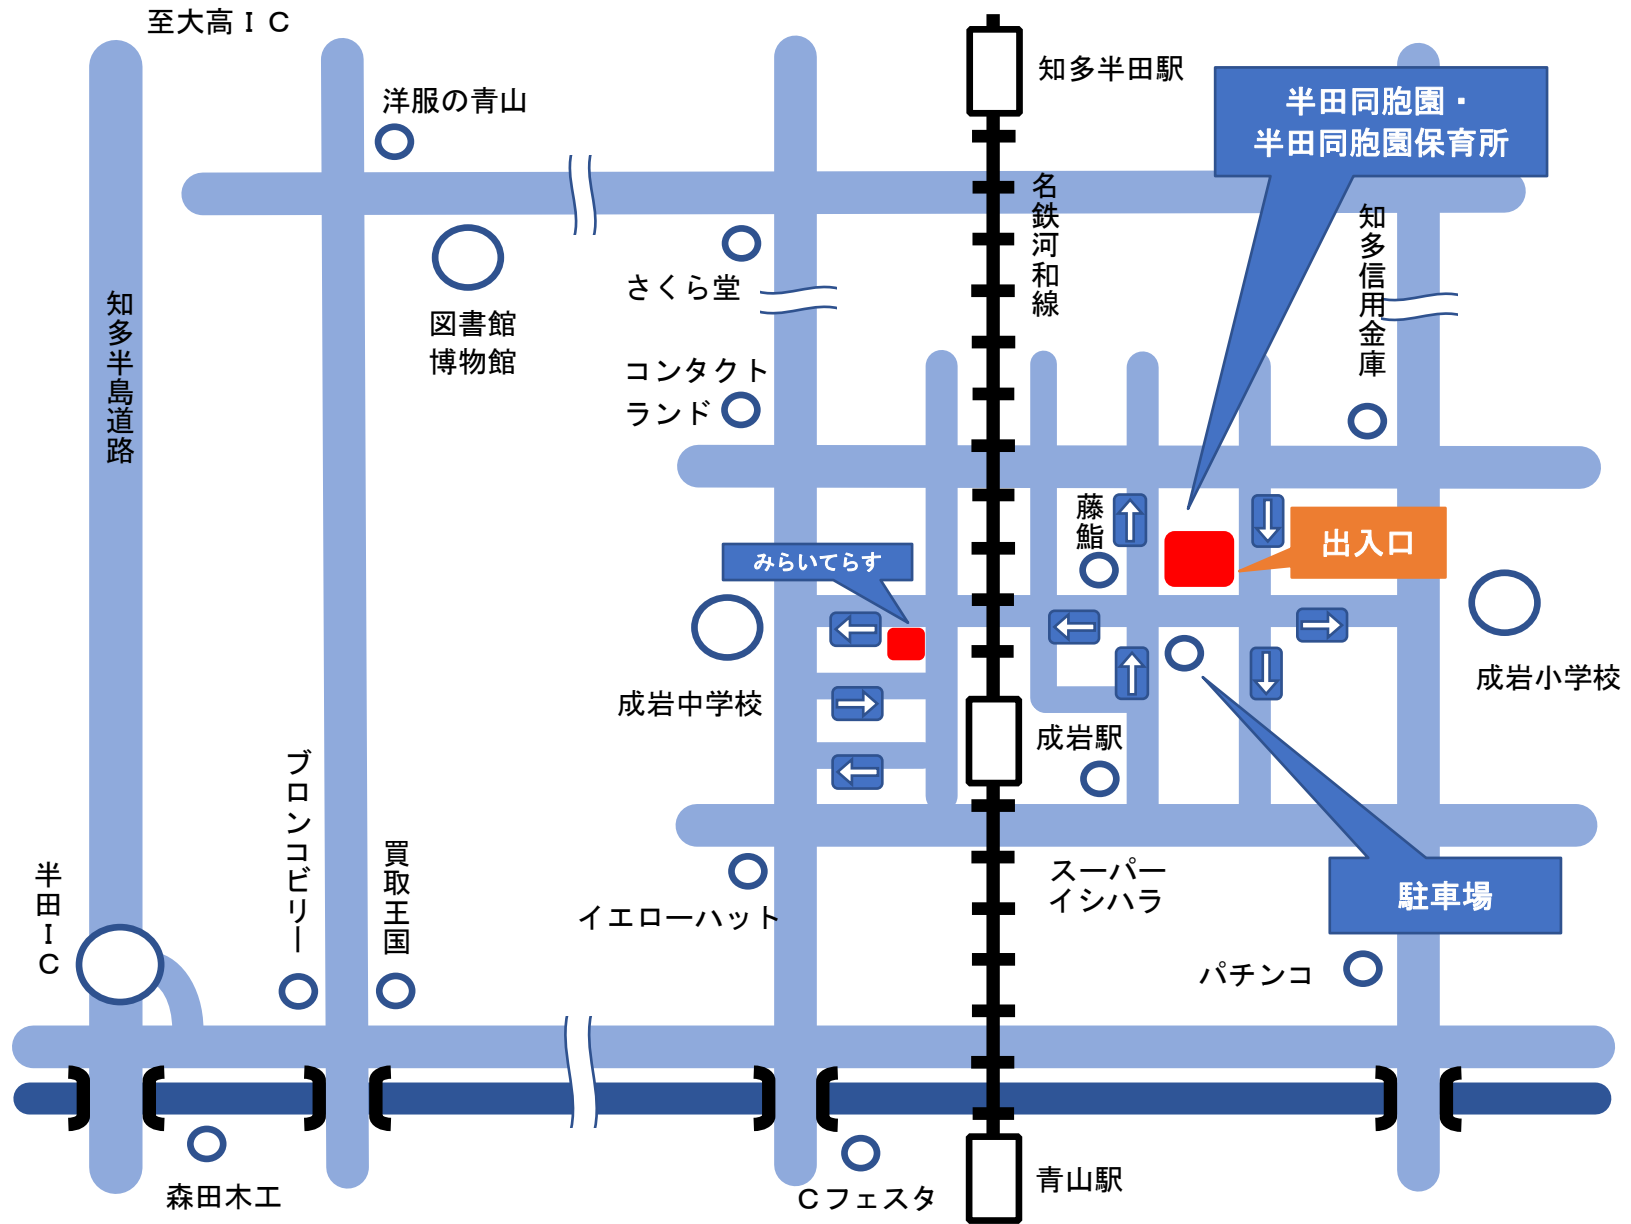 至大高ＩＣ
知多半田駅
半田同胞園・
半田同胞園保育所
洋服の青山
名鉄河和線
知多信用金庫
さくら堂
知多半島道路
図書館
博物館
コンタクト
ランド
藤鮨
出入口
みらいてらす
成岩小学校
成岩中学校
成岩駅
ブロンコビリー
買取王国
半田ＩＣ
スーパー
イシハラ
駐車場
イエローハット
パチンコ
森田木工
Ｃフェスタ
青山駅